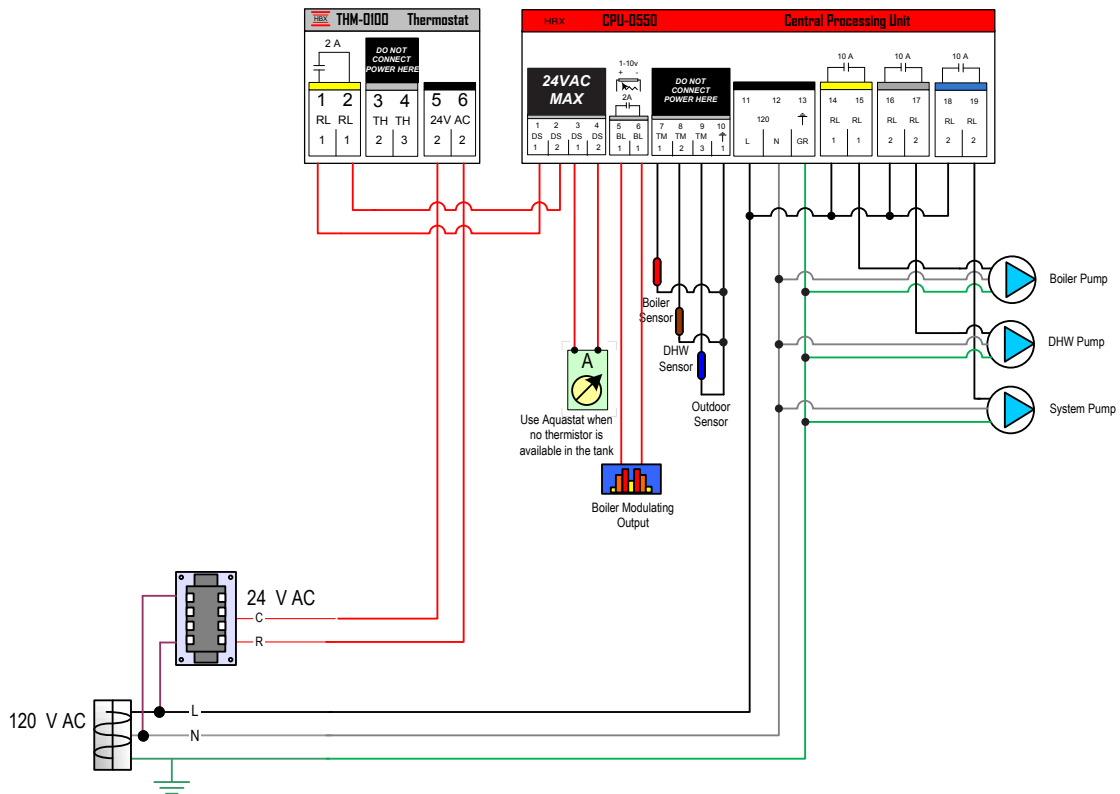 HBX THM-0100 Thermostat
2 A
DO NOT
CONNECT
POWER HERE
1 2 3 4 5 6
RL RL TH TH 24V AC
1 1 2 3 2 2
HBX CPU-0550 Central Processing Unit
24VAC
MAX
1-10v
+ -
2A
DO NOT
CONNECT
POWER HERE
10 A 10 A 10 A
1 2 3 4 5 6 7 8 9 10 11 12 13 14 15 16 17 18 19
DS DS DS DS BL BL TM TM TM 120 RL RL RL RL RL RL
1 2 1 2 1 1 1 2 3 1 L N GR 1 1 2 2 2 2
Boiler
Sensor
DHW
Sensor
Outdoor
Sensor
Boiler Pump
DHW Pump
System Pump
A
Use Aquastat when
no thermistor is
available in the tank
Boiler Modulating
Output
24 V AC
C
R
120 V AC
L
N